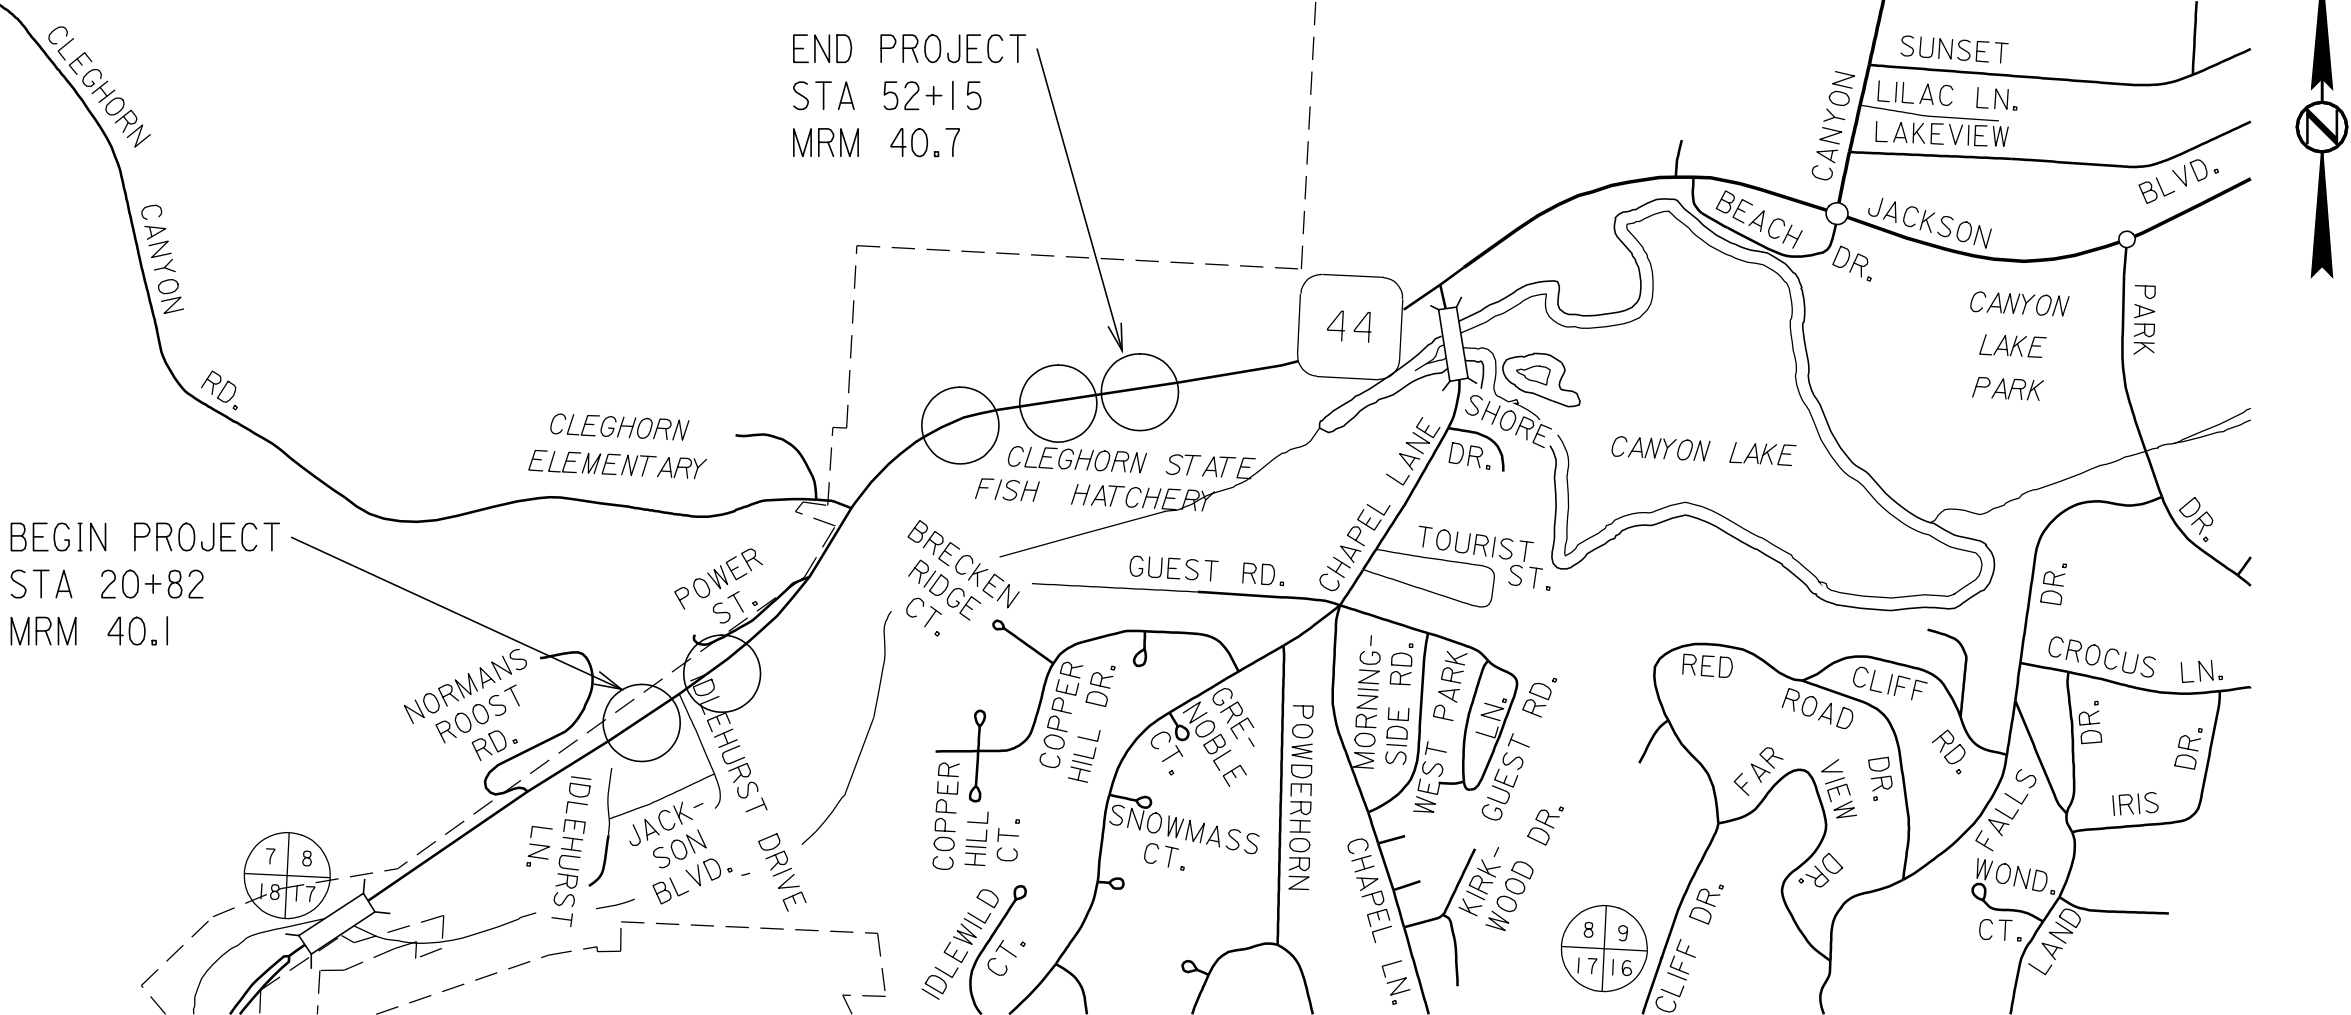 END PROJECT
STA 52+15
MRM 40.7
CLEGHORN
CANYON
RD.
CLEGHORN
ELEMENTARY
BEGIN PROJECT
STA 20+82
MRM 40.1
44
CLEGHORN STATE
FISH HATCHERY
CANYON
SUNSET
LILAC LN.
LAKEVIEW
BLVD.
JACKSON
BEACH
DR.
N
CANYON
LAKE
PARK
PARK
DR.
CANYON LAKE
SHORE
DR.
CHAPEL LANE
TOURIST
ST.
GUEST RD.
BRECKEN
RIDGE
CT.
POWER
ST.
NORMANS
ROOST
RD.
IDLEHURST DRIVE
IDLEHURST
LN.
JACK-
SON
BLVD.
7 8
18 17
COPPER
HILL DR.
COPPER
HILL
CT.
GRE-
NOBLE
CT.
SNOWMASS
CT.
IDLEWILD
CT.
POWDERHORN
MORNING-
SIDE RD.
WEST PARK
LN.
GUEST RD.
KIRK-
WOOD DR.
CHAPEL LN.
RED
ROAD
DR.
CLIFF
RD.
FAR
VIEW
DR.
CLIFF DR.
8 9
17 16
DR.
CROCUS LN.
DR.
DR.
IRIS
FALLS
WOND.
CT.
LAND